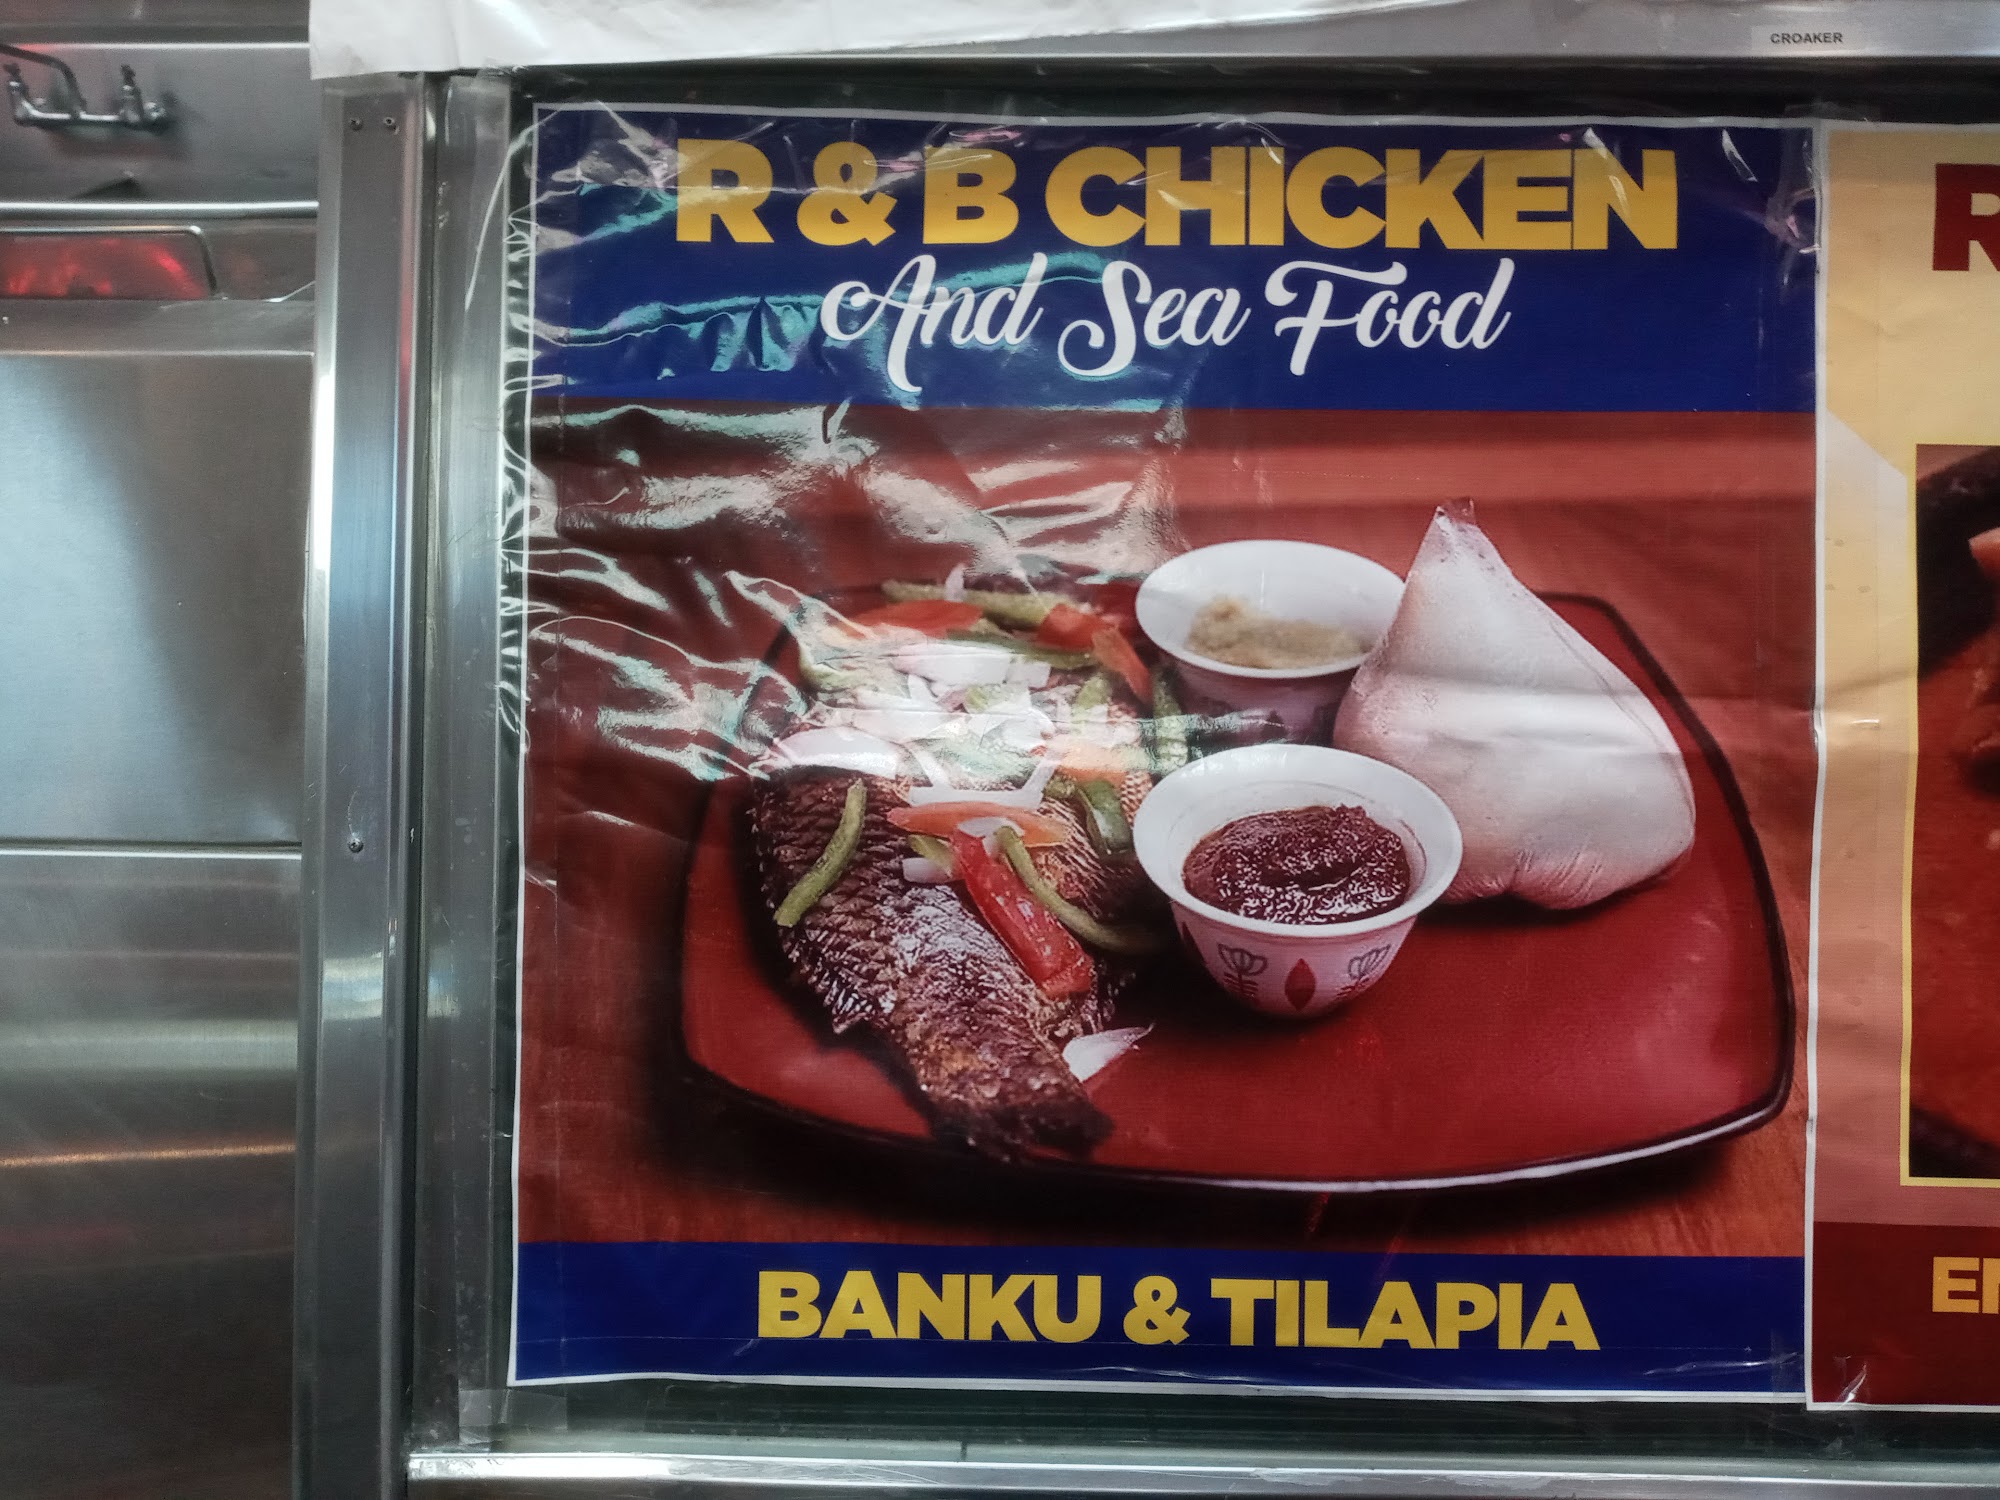 CROAKER
R & B CHICKEN
And Sea Food
BANKU & TILAPIA